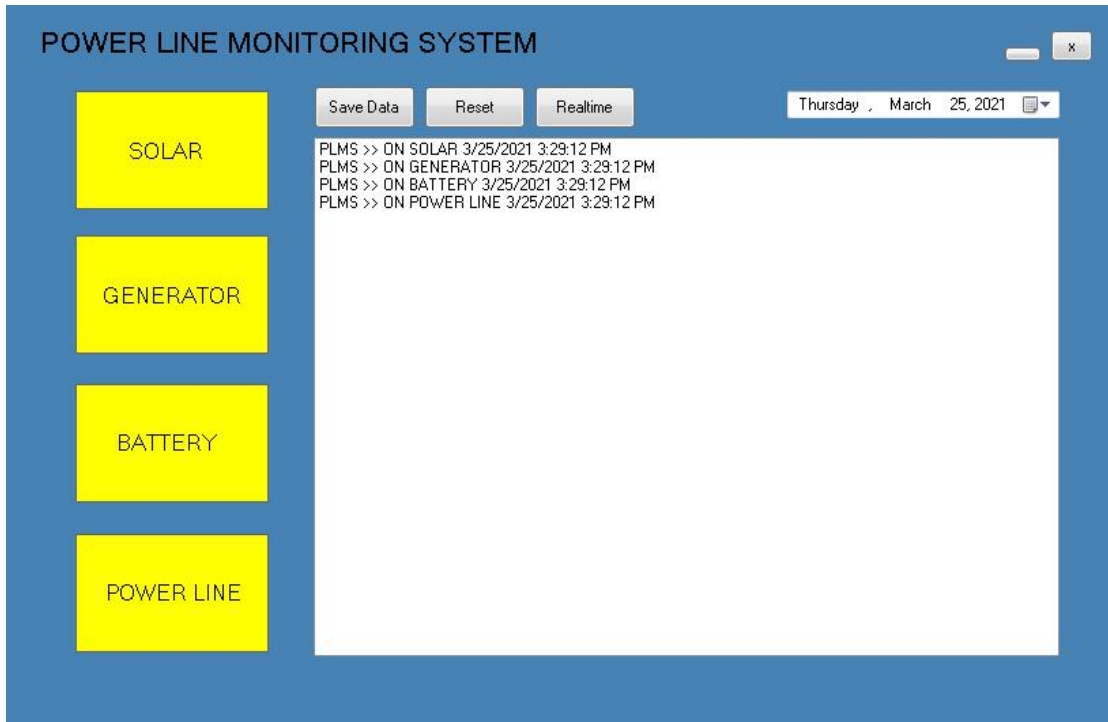 POWER LINE MONITORING SYSTEM
x
Save Data
Reset
Realtime
Thursday , March 25, 2021
SOLAR
GENERATOR
BATTERY
POWER LINE
PLMS >> ON SOLAR 3/25/2021 3:29:12 PM
PLMS >> ON GENERATOR 3/25/2021 3:29:12 PM
PLMS >> ON BATTERY 3/25/2021 3:29:12 PM
PLMS >> ON POWER LINE 3/25/2021 3:29:12 PM